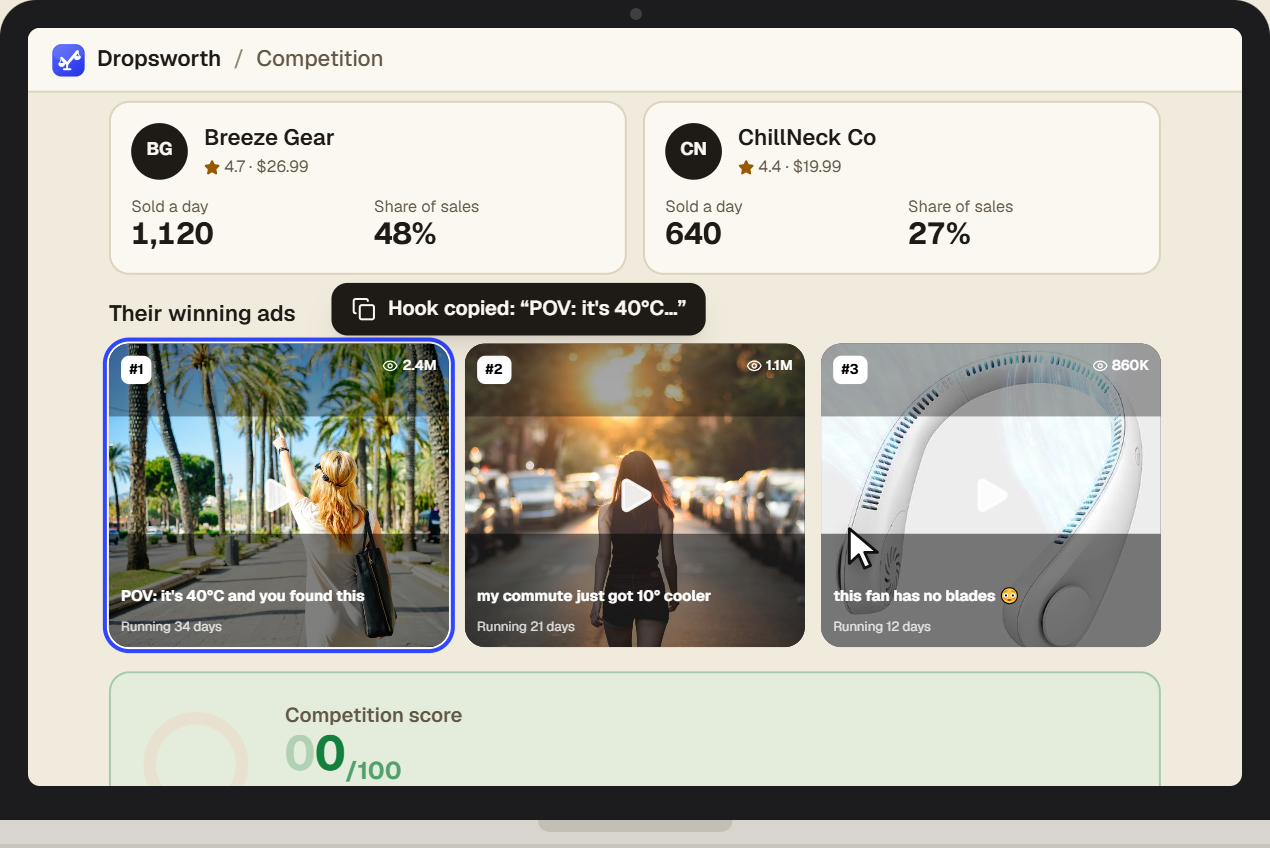 Dropsworth / Competition
BG
Breeze Gear
4.7 · $26.99
Sold a day
1,120
Share of sales
48%
CN
ChillNeck Co
4.4 · $19.99
Sold a day
640
Share of sales
27%
Their winning ads
Hook copied: “POV: it's 40°C…”
#1
2.4M
POV: it's 40°C and you found this
Running 34 days
#2
1.1M
my commute just got 10° cooler
Running 21 days
#3
860K
this fan has no blades 😳
Running 12 days
Competition score
00/100